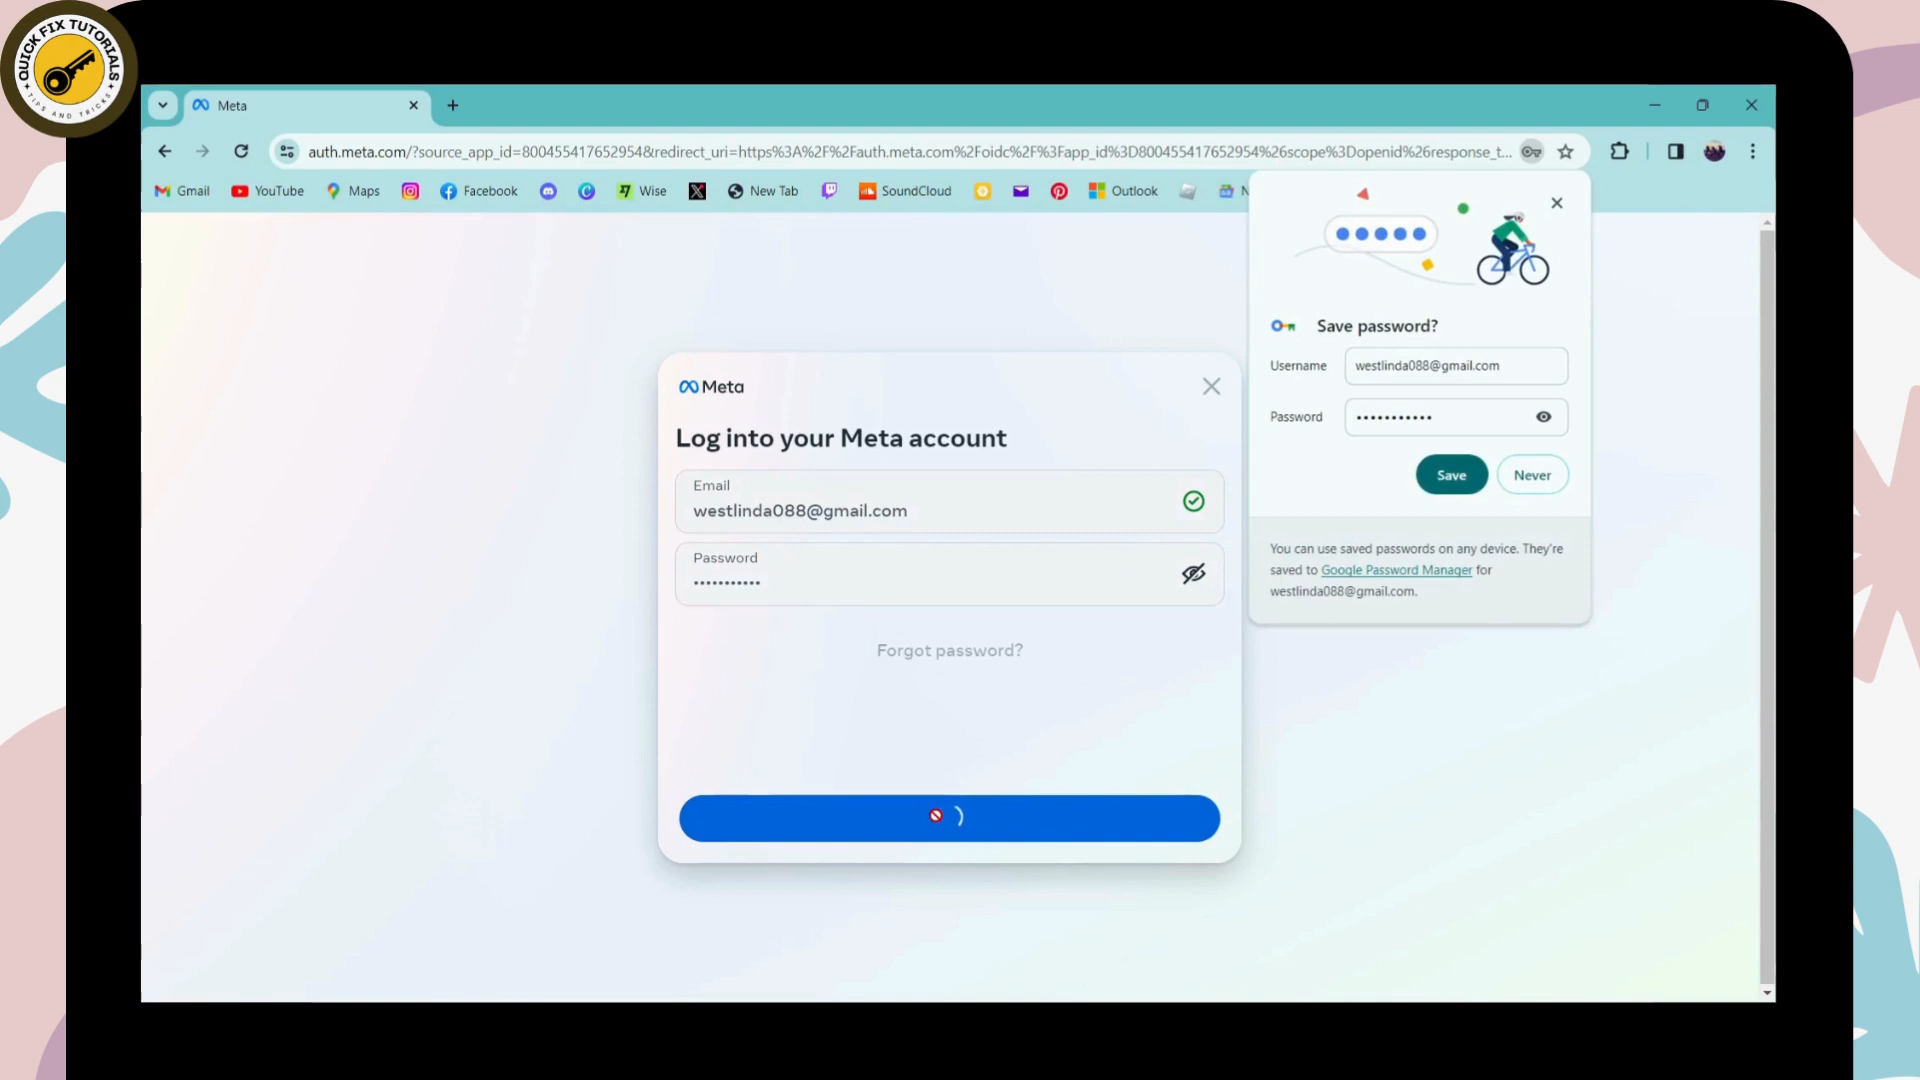 QUICK FIX TUTORIALS
TIPS AND TRICKS
Meta
auth.meta.com/?source_app_id=800455417652954&redirect_uri=https%3A%2F%2Fauth.meta.com%2Foidc%2F%3Fapp_id%3D800455417652954%26scope%3Dopenid%26response_t...
Gmail YouTube Maps Facebook Wise New Tab SoundCloud Outlook N
Save password?
Username westlinda088@gmail.com
Password •••••••••••
Save Never
You can use saved passwords on any device. They're
saved to Google Password Manager for
westlinda088@gmail.com.
Meta
Log into your Meta account
Email
westlinda088@gmail.com
Password
•••••••••••
Forgot password?